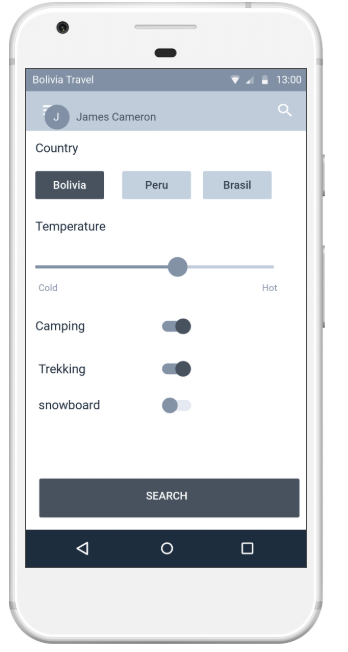 Bolivia Travel 13:00
J James Cameron
Country
Bolivia Peru Brasil
Temperature
Cold Hot
Camping
Trekking
snowboard
SEARCH